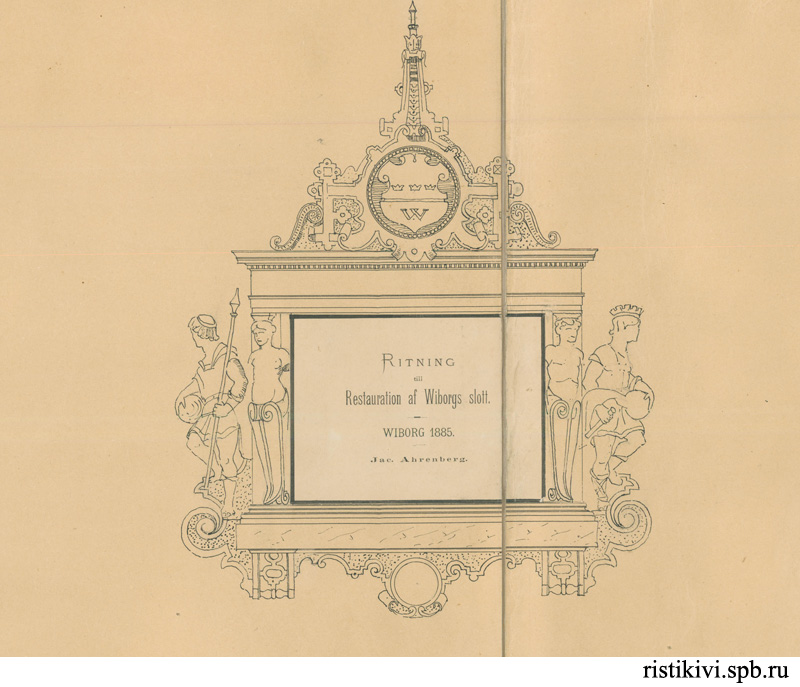 W
RITNING
till
Restauration af Wiborgs slott.
WIBORG 1885.
Jac. Ahrenberg.
ristikivi.spb.ru